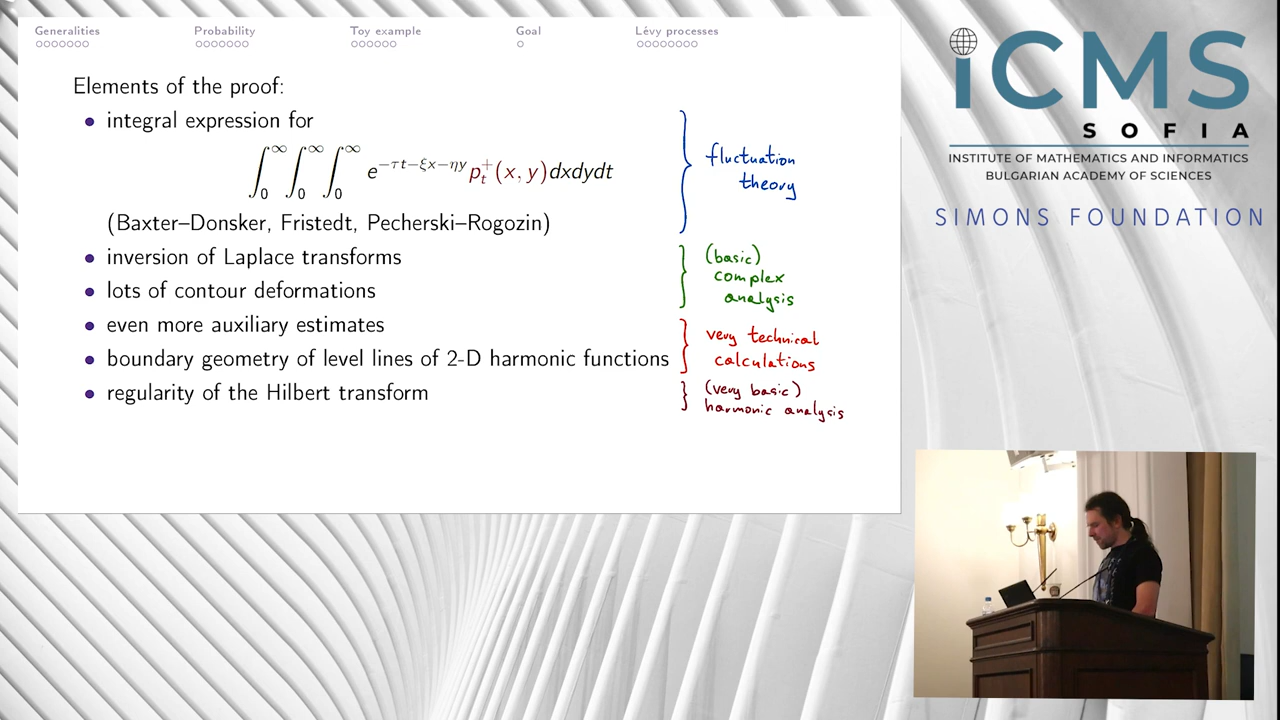 Generalities Probability Toy example Goal Lévy processes
Elements of the proof:
• integral expression for
∫₀^∞ ∫₀^∞ ∫₀^∞ e^{−τt−ξx−ηy} p_t^+(x, y)dxdydt
(Baxter–Donsker, Fristedt, Pecherski–Rogozin)
• inversion of Laplace transforms
• lots of contour deformations
• even more auxiliary estimates
• boundary geometry of level lines of 2-D harmonic functions
• regularity of the Hilbert transform
fluctuation
theory
(basic)
complex
analysis
very technical
calculations
(very basic)
harmonic analysis
iCMS
SOFIA
INSTITUTE OF MATHEMATICS AND INFORMATICS
BULGARIAN ACADEMY OF SCIENCES
SIMONS FOUNDATION